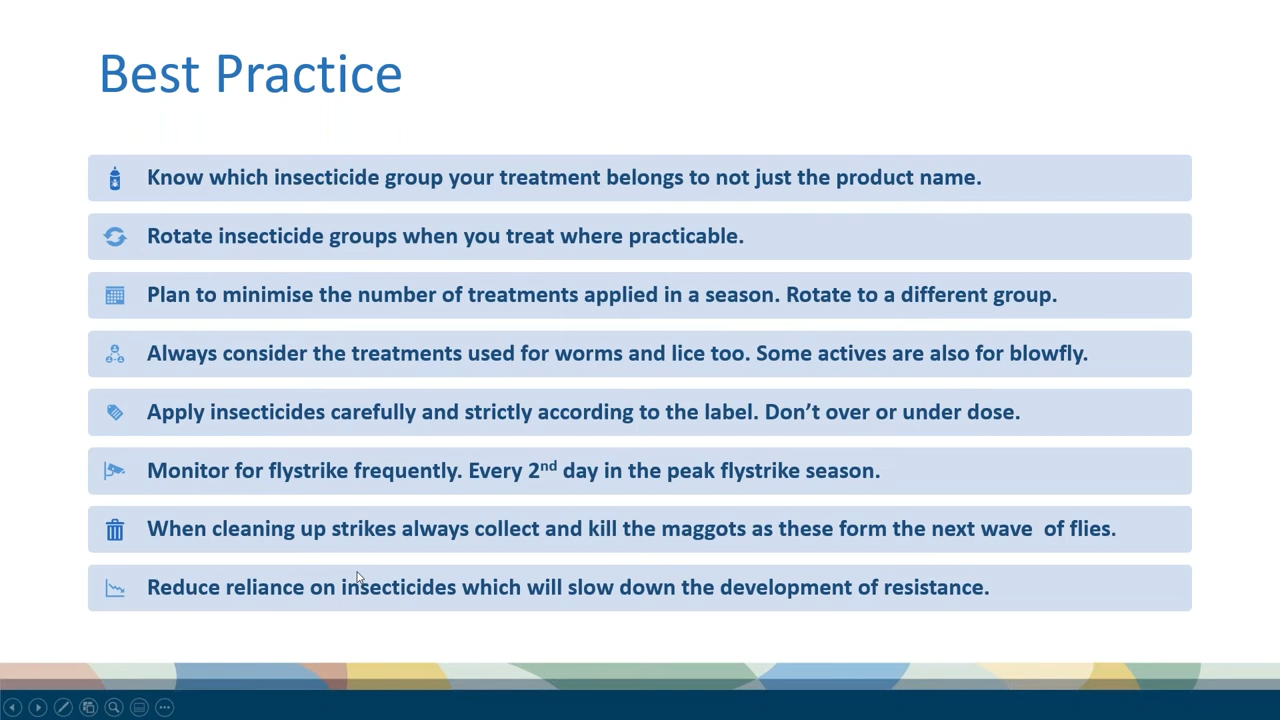 Best Practice
Know which insecticide group your treatment belongs to not just the product name.
Rotate insecticide groups when you treat where practicable.
Plan to minimise the number of treatments applied in a season. Rotate to a different group.
Always consider the treatments used for worms and lice too. Some actives are also for blowfly.
Apply insecticides carefully and strictly according to the label. Don’t over or under dose.
Monitor for flystrike frequently. Every 2nd day in the peak flystrike season.
When cleaning up strikes always collect and kill the maggots as these form the next wave  of flies.
Reduce reliance on insecticides which will slow down the development of resistance.